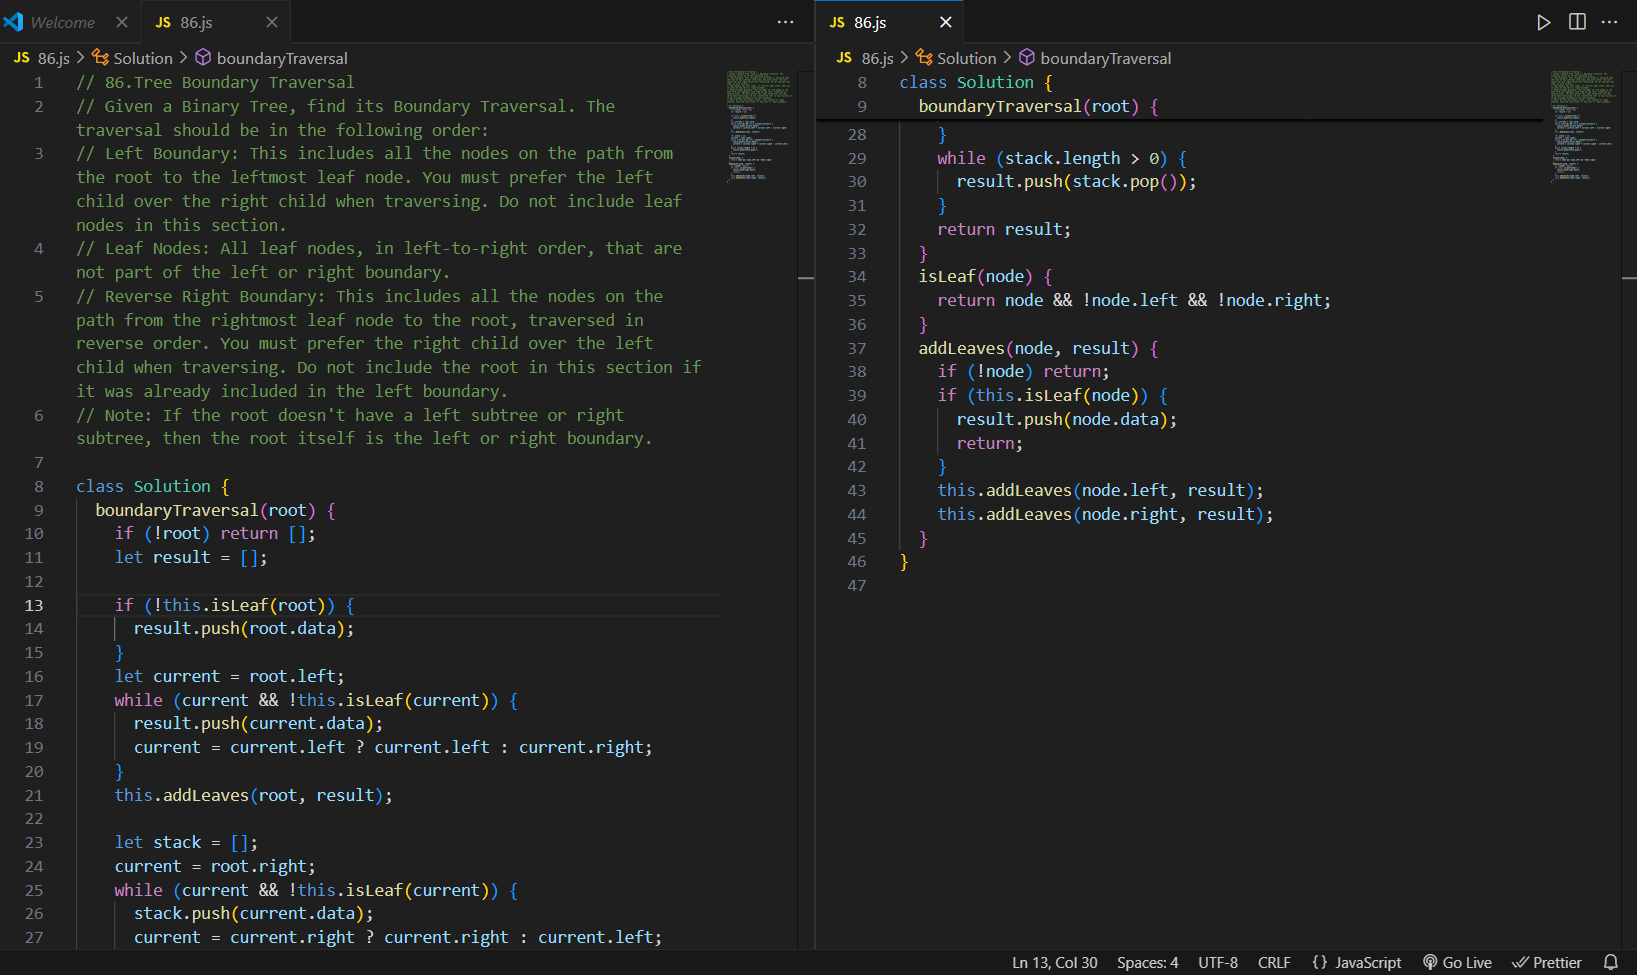 Welcome
JS 86.js
JS 86.js
JS 86.js > Solution > boundaryTraversal
JS 86.js > Solution > boundaryTraversal
1 // 86.Tree Boundary Traversal
2 // Given a Binary Tree, find its Boundary Traversal. The
traversal should be in the following order:
3 // Left Boundary: This includes all the nodes on the path from
the root to the leftmost leaf node. You must prefer the left
child over the right child when traversing. Do not include leaf
nodes in this section.
4 // Leaf Nodes: All leaf nodes, in left-to-right order, that are
not part of the left or right boundary.
5 // Reverse Right Boundary: This includes all the nodes on the
path from the rightmost leaf node to the root, traversed in
reverse order. You must prefer the right child over the left
child when traversing. Do not include the root in this section if
it was already included in the left boundary.
6 // Note: If the root doesn't have a left subtree or right
subtree, then the root itself is the left or right boundary.
7
8 class Solution {
9 boundaryTraversal(root) {
10 if (!root) return [];
11 let result = [];
12
13 if (!this.isLeaf(root)) {
14 result.push(root.data);
15 }
16 let current = root.left;
17 while (current && !this.isLeaf(current)) {
18 result.push(current.data);
19 current = current.left ? current.left : current.right;
20 }
21 this.addLeaves(root, result);
22
23 let stack = [];
24 current = root.right;
25 while (current && !this.isLeaf(current)) {
26 stack.push(current.data);
27 current = current.right ? current.right : current.left;
8 class Solution {
9 boundaryTraversal(root) {
28 }
29 while (stack.length > 0) {
30 result.push(stack.pop());
31 }
32 return result;
33 }
34 isLeaf(node) {
35 return node && !node.left && !node.right;
36 }
37 addLeaves(node, result) {
38 if (!node) return;
39 if (this.isLeaf(node)) {
40 result.push(node.data);
41 return;
42 }
43 this.addLeaves(node.left, result);
44 this.addLeaves(node.right, result);
45 }
46 }
47
Ln 13, Col 30 Spaces: 4 UTF-8 CRLF {} JavaScript Go Live Prettier